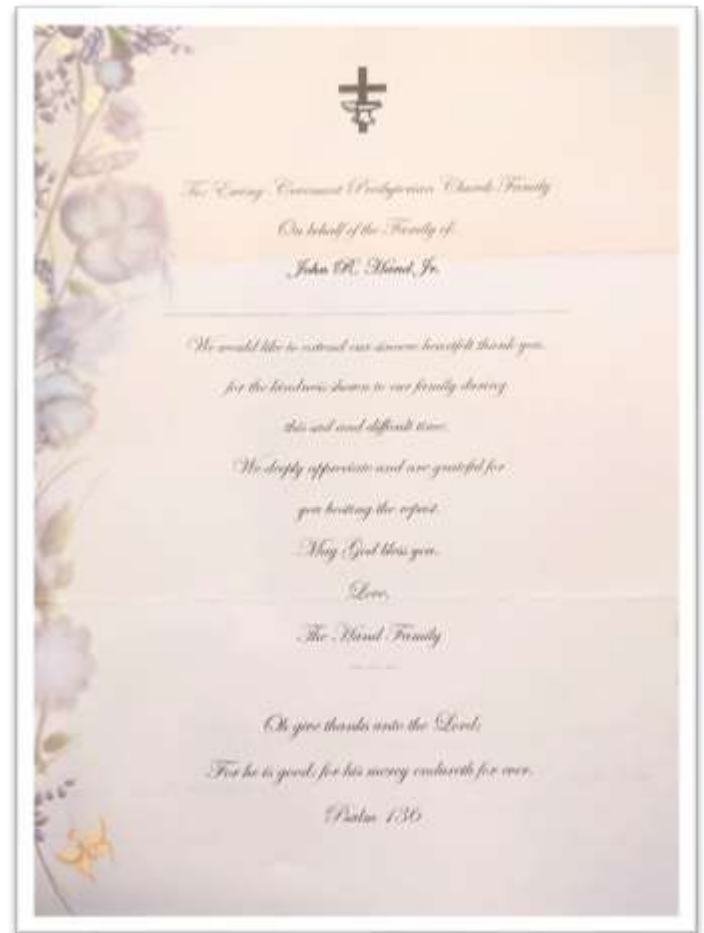 The Ewing Covenant Presbyterian Church Family
On behalf of the Family of:
John R. Hand, Jr.
We would like to extend our sincere heartfelt thank you,
for the kindness shown to our family during
this sad and difficult time.
We deeply appreciate and are grateful for
you hosting the repast.
May God bless you.
Love,
The Hand Family
Oh give thanks unto the Lord;
For he is good; for his mercy endureth for ever.
Psalm 136